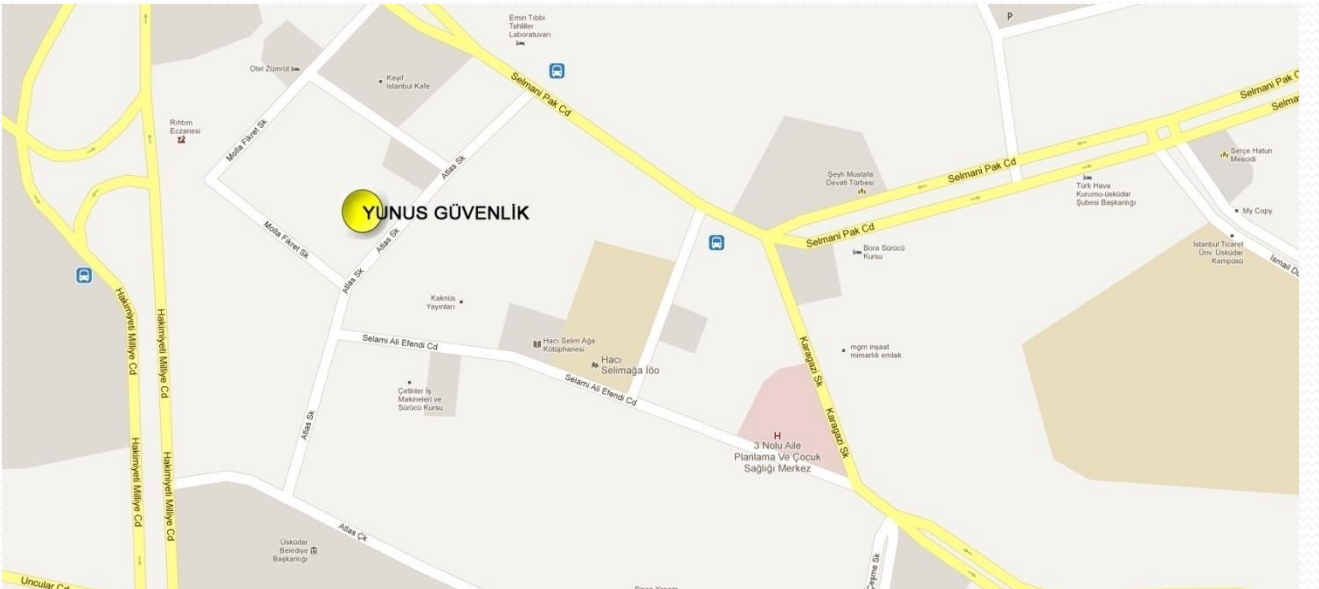 Emin Tıbbi
Tahliller
Laboratuvarı
P
Otel Zümrüt
Keyif
İstanbul Kafe
Selmani Pak Cd
Selmani Pak C
Selma
Rıhtım
Eczanesi
Molla Fikret Sk
Atlas Sk
Serçe Hatun
Mescidi
Şeyh Mustafa
Devati Türbesi
Selmani Pak Cd
Türk Hava
Kurumu-üsküdar
Şubesi Başkanlığı
YUNUS GÜVENLİK
My Copy
Molla Fikret Sk
Atlas Sk
Selmani Pak Cd
Bora Sürücü
Kursu
İstanbul Ticaret
Ünv. Üsküdar
Kampüsü
İsmail Du
Atlas Sk
Hakimiyeti Milliye Cd
Hakimiyeti Milliye Cd
Kaknüs
Yayınları
Selami Ali Efendi Cd
Hacı Selim Ağa
Kütüphanesi
Hacı
Selimağa İöo
Karagazi Sk
mgm inşaat
mimarlık emlak
Çetinler İş
Makineleri ve
Sürücü Kursu
Selami Ali Efendi Cd
Atlas Sk
Karagazi Sk
H
3 Nolu Aile
Planlama Ve Çocuk
Sağlığı Merkez
Hakimiyeti Milliye Cd
Hakimiyeti Milliye Cd
Atlas Çk
Üsküdar
Belediye
Başkanlığı
Çeşme Sk
Uncular Cd